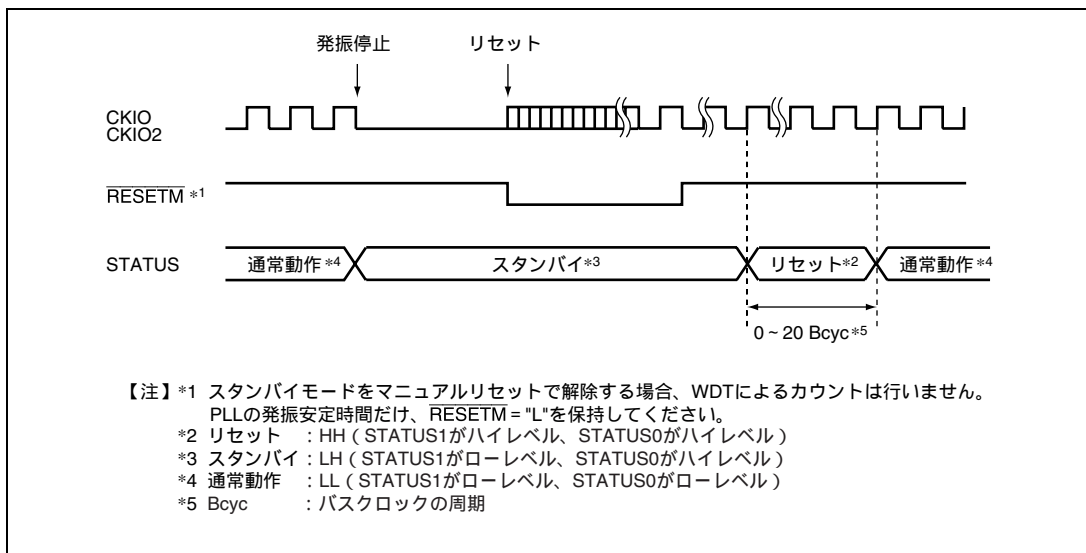 発振停止 リセット
CKIO
CKIO2
RESETM *1
STATUS 通常動作*4 スタンバイ*3 リセット*2 通常動作*4
0~20 Bcyc*5
【注】*1 スタンバイモードをマニュアルリセットで解除する場合、WDTによるカウントは行いません。
PLLの発振安定時間だけ、RESETM = "L"を保持してください。
*2 リセット :HH(STATUS1がハイレベル、STATUS0がハイレベル)
*3 スタンバイ:LH(STATUS1がローレベル、STATUS0がハイレベル)
*4 通常動作 :LL(STATUS1がローレベル、STATUS0がローレベル)
*5 Bcyc :バスクロックの周期